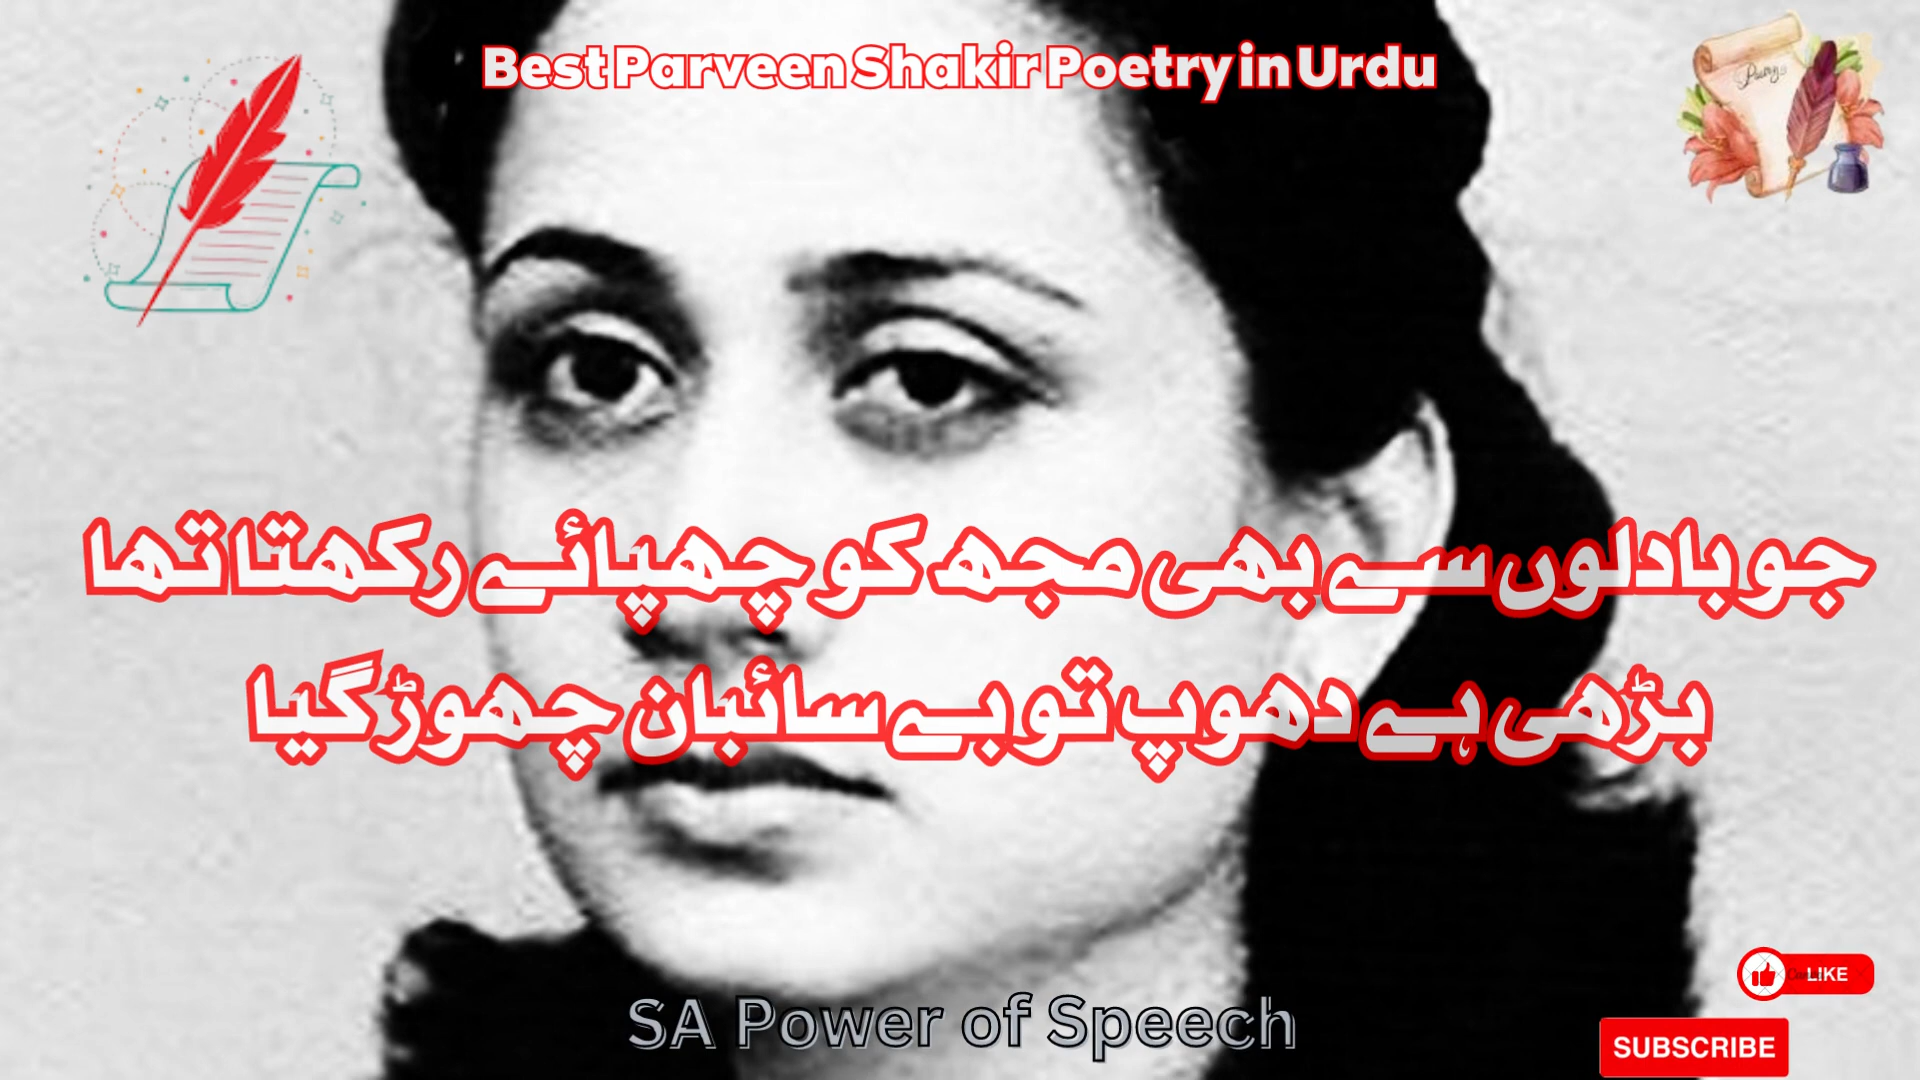 Best Parveen Shakir Poetry in Urdu
جو بادلوں سے بھی مجھ کو چھپائے رکھتا تھا
بڑھی ہے دھوپ تو بے سائبان چھوڑ گیا
SA Power of Speech
LIKE
SUBSCRIBE